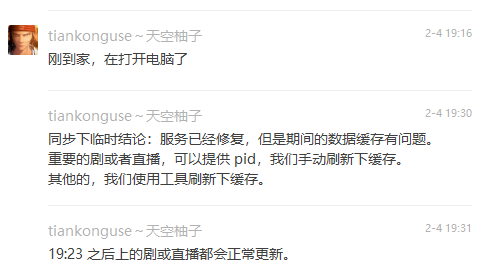 tiankonguse~天空柚子
2-4 19:16
刚到家，在打开电脑了
tiankonguse~天空柚子
2-4 19:30
同步下临时结论：服务已经修复，但是期间的数据缓存有问题。
重要的剧或者直播，可以提供 pid，我们手动刷新下缓存。
其他的，我们使用工具刷新下缓存。
tiankonguse~天空柚子
2-4 19:31
19:23 之后上的剧或直播都会正常更新。